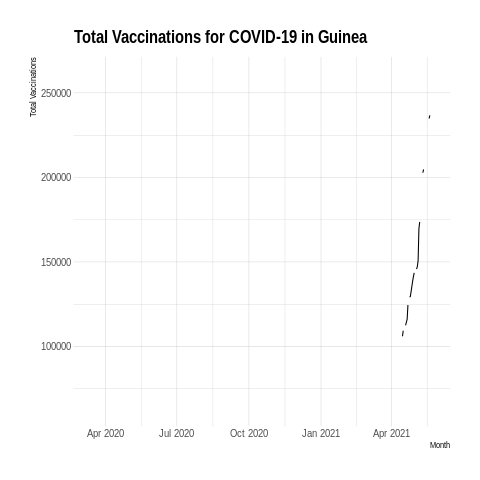 Total Vaccinations for COVID-19 in Guinea
Total Vaccinations
250000
200000
150000
100000
Apr 2020 Jul 2020 Oct 2020 Jan 2021 Apr 2021
Month